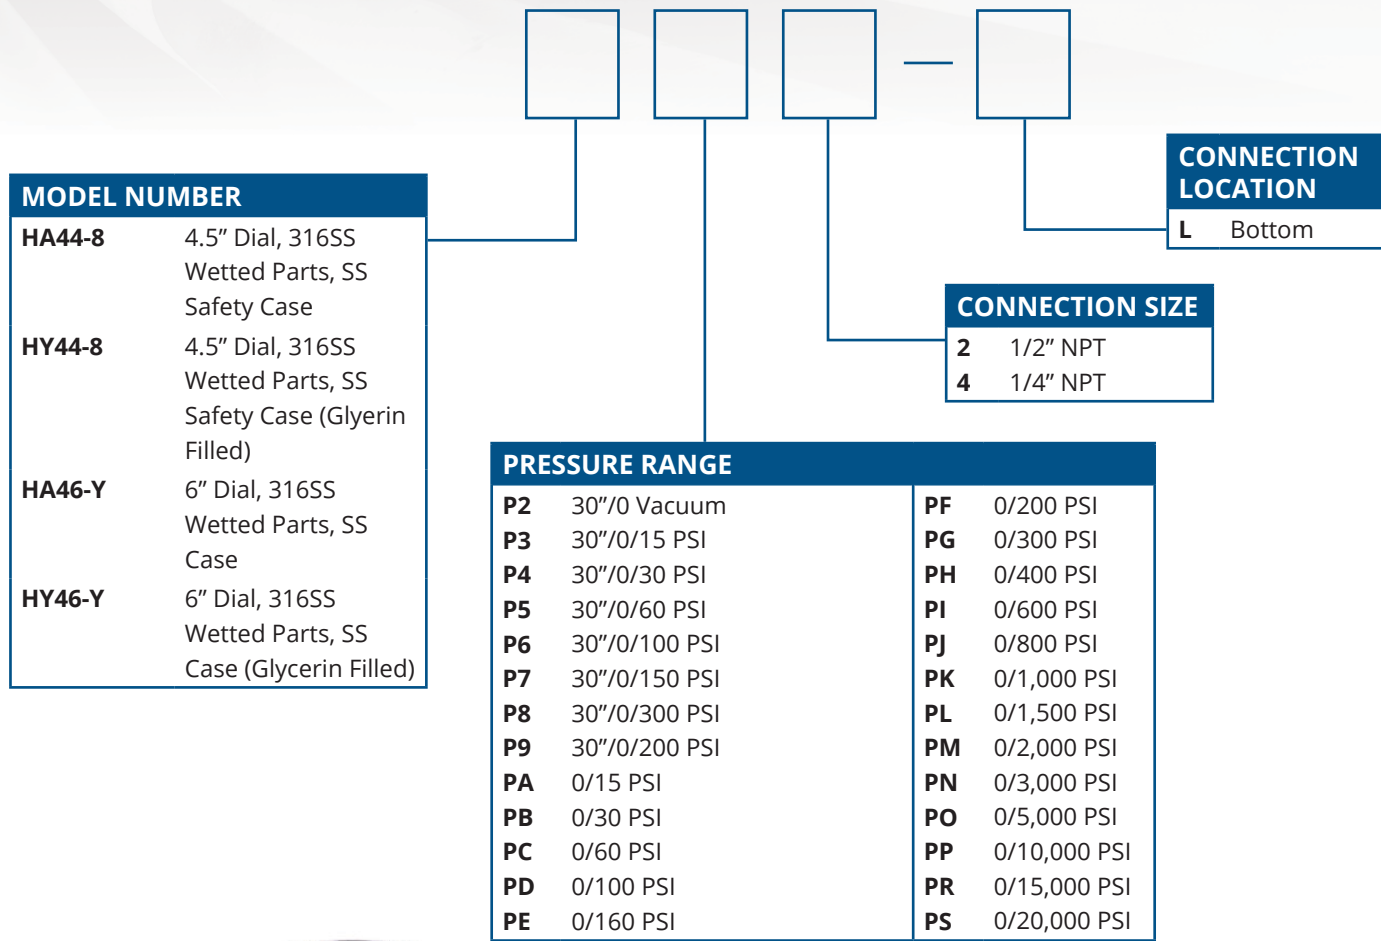 MODEL NUMBER
HA44-8 4.5” Dial, 316SS
Wetted Parts, SS
Safety Case
HY44-8 4.5” Dial, 316SS
Wetted Parts, SS
Safety Case (Glyerin
Filled)
HA46-Y 6” Dial, 316SS
Wetted Parts, SS
Case
HY46-Y 6” Dial, 316SS
Wetted Parts, SS
Case (Glycerin Filled)
CONNECTION
LOCATION
L Bottom
CONNECTION SIZE
2 1/2” NPT
4 1/4” NPT
PRESSURE RANGE
P2 30”/0 Vacuum
P3 30”/0/15 PSI
P4 30”/0/30 PSI
P5 30”/0/60 PSI
P6 30”/0/100 PSI
P7 30”/0/150 PSI
P8 30”/0/300 PSI
P9 30”/0/200 PSI
PA 0/15 PSI
PB 0/30 PSI
PC 0/60 PSI
PD 0/100 PSI
PE 0/160 PSI
PF 0/200 PSI
PG 0/300 PSI
PH 0/400 PSI
PI 0/600 PSI
PJ 0/800 PSI
PK 0/1,000 PSI
PL 0/1,500 PSI
PM 0/2,000 PSI
PN 0/3,000 PSI
PO 0/5,000 PSI
PP 0/10,000 PSI
PR 0/15,000 PSI
PS 0/20,000 PSI